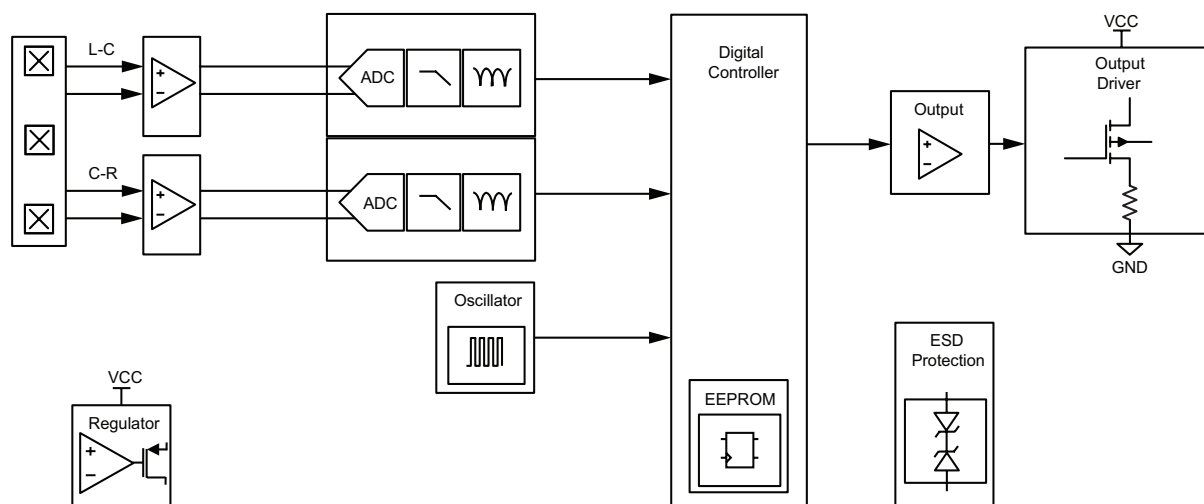 L-C
ADC
C-R
ADC
Oscillator
VCC
Regulator
Digital
Controller
EEPROM
Output
VCC
Output
Driver
GND
ESD
Protection